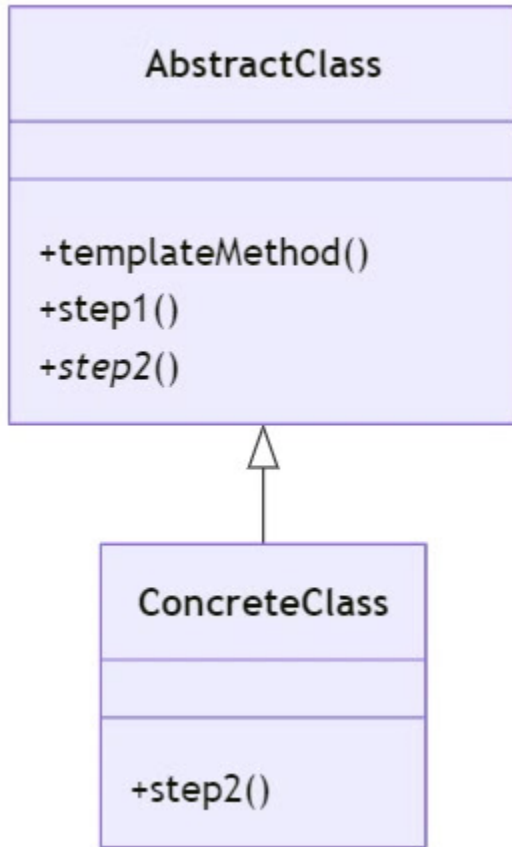 AbstractClass
+templateMethod()
+step1()
+step2()
ConcreteClass
+step2()